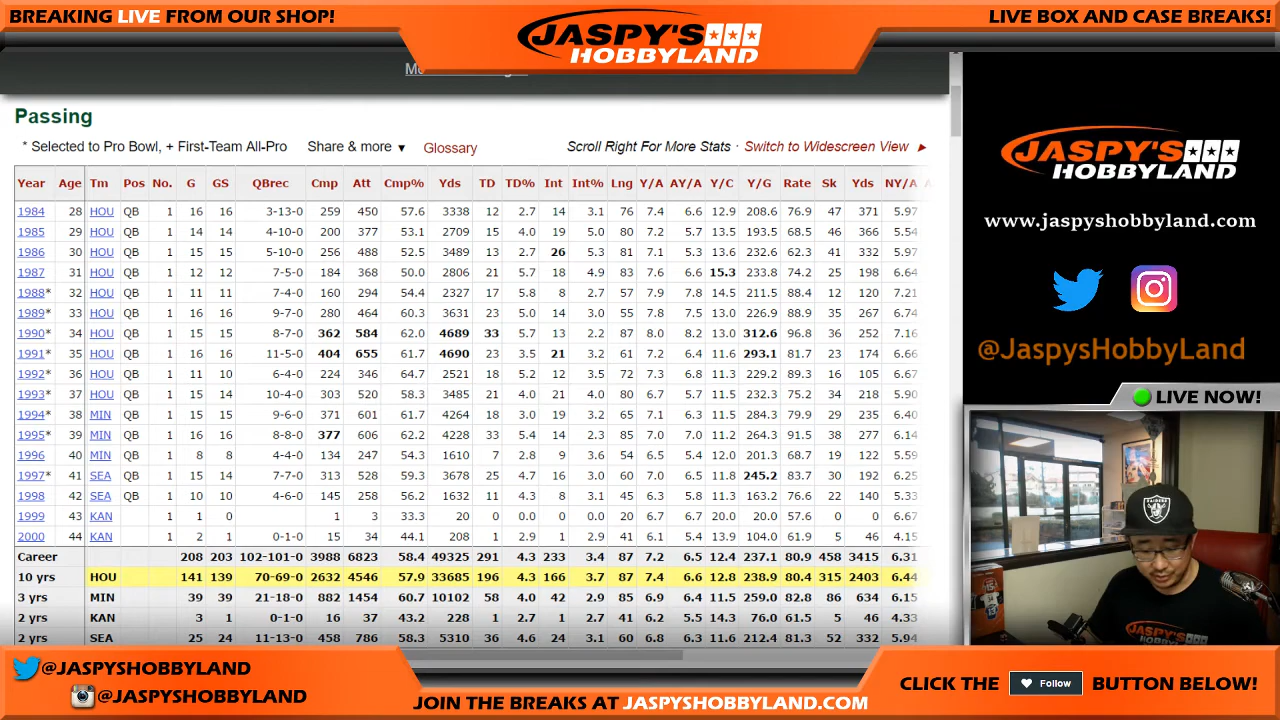 BREAKING LIVE FROM OUR SHOP!
JASPY'S
HOBBYLAND
LIVE BOX AND CASE BREAKS!
Passing
* Selected to Pro Bowl, + First-Team All-Pro Share & more ▼ Glossary Scroll Right For More Stats · Switch to Widescreen View ►
Year Age Tm Pos No. G GS QBrec Cmp Att Cmp% Yds TD TD% Int Int% Lng Y/A AY/A Y/C Y/G Rate Sk Yds NY/A
1984 28 HOU QB 1 16 16 3-13-0 259 450 57.6 3338 12 2.7 14 3.1 76 7.4 6.6 12.9 208.6 76.9 47 371 5.97
1985 29 HOU QB 1 14 14 4-10-0 200 377 53.1 2709 15 4.0 19 5.0 80 7.2 5.7 13.5 193.5 68.5 46 366 5.54
1986 30 HOU QB 1 15 15 5-10-0 256 488 52.5 3489 13 2.7 26 5.3 81 7.1 5.3 13.6 232.6 62.3 41 332 5.97
1987 31 HOU QB 1 12 12 7-5-0 184 368 50.0 2806 21 5.7 18 4.9 83 7.6 6.6 15.3 233.8 74.2 25 198 6.64
1988* 32 HOU QB 1 11 11 7-4-0 160 294 54.4 2327 17 5.8 8 2.7 57 7.9 7.8 14.5 211.5 88.4 12 120 7.21
1989* 33 HOU QB 1 16 16 9-7-0 280 464 60.3 3631 23 5.0 14 3.0 55 7.8 7.5 13.0 226.9 88.9 35 267 6.74
1990* 34 HOU QB 1 15 15 8-7-0 362 584 62.0 4689 33 5.7 13 2.2 87 8.0 8.2 13.0 312.6 96.8 36 252 7.16
1991* 35 HOU QB 1 16 16 11-5-0 404 655 61.7 4690 23 3.5 21 3.2 61 7.2 6.4 11.6 293.1 81.7 23 174 6.66
1992* 36 HOU QB 1 11 10 6-4-0 224 346 64.7 2521 18 5.2 12 3.5 72 7.3 6.8 11.3 229.2 89.3 16 105 6.67
1993* 37 HOU QB 1 15 14 10-4-0 303 520 58.3 3485 21 4.0 21 4.0 80 6.7 5.7 11.5 232.3 75.2 34 218 5.90
1994* 38 MIN QB 1 15 15 9-6-0 371 601 61.7 4264 18 3.0 19 3.2 65 7.1 6.3 11.5 284.3 79.9 29 235 6.40
1995* 39 MIN QB 1 16 16 8-8-0 377 606 62.2 4228 33 5.4 14 2.3 85 7.0 7.0 11.2 264.3 91.5 38 277 6.14
1996 40 MIN QB 1 8 8 4-4-0 134 247 54.3 1610 7 2.8 9 3.6 54 6.5 5.4 12.0 201.3 68.7 19 122 5.59
1997* 41 SEA QB 1 15 14 7-7-0 313 528 59.3 3678 25 4.7 16 3.0 60 7.0 6.5 11.8 245.2 83.7 30 192 6.25
1998 42 SEA QB 1 10 10 4-6-0 145 258 56.2 1632 11 4.3 8 3.1 45 6.3 5.8 11.3 163.2 76.6 22 140 5.33
1999 43 KAN 1 1 0 1 3 33.3 20 0 0.0 0 0.0 20 6.7 6.7 20.0 20.0 57.6 0 0 6.67
2000 44 KAN 1 2 1 0-1-0 15 34 44.1 208 1 2.9 1 2.9 41 6.1 5.4 13.9 104.0 61.9 5 46 4.15
Career 208 203 102-101-0 3988 6823 58.4 49325 291 4.3 233 3.4 87 7.2 6.5 12.4 237.1 80.9 458 3415 6.31
10 yrs HOU 141 139 70-69-0 2632 4546 57.9 33685 196 4.3 166 3.7 87 7.4 6.6 12.8 238.9 80.4 315 2403 6.44
3 yrs MIN 39 39 21-18-0 882 1454 60.7 10102 58 4.0 42 2.9 85 6.9 6.4 11.5 259.0 82.8 86 634 6.15
2 yrs KAN 3 1 0-1-0 16 37 43.2 228 1 2.7 1 2.7 41 6.2 5.5 14.3 76.0 61.5 5 46 4.33
2 yrs SEA 25 24 11-13-0 458 786 58.3 5310 36 4.6 24 3.1 60 6.8 6.3 11.6 212.4 81.3 52 332 5.94
JASPY'S
HOBBYLAND
www.jaspyshobbyland.com
@JaspysHobbyLand
LIVE NOW!
RAIDERS
JASPY'S
@JASPYSHOBBYLAND
@JASPYSHOBBYLAND
JOIN THE BREAKS AT JASPYSHOBBYLAND.COM
CLICK THE Follow BUTTON BELOW!